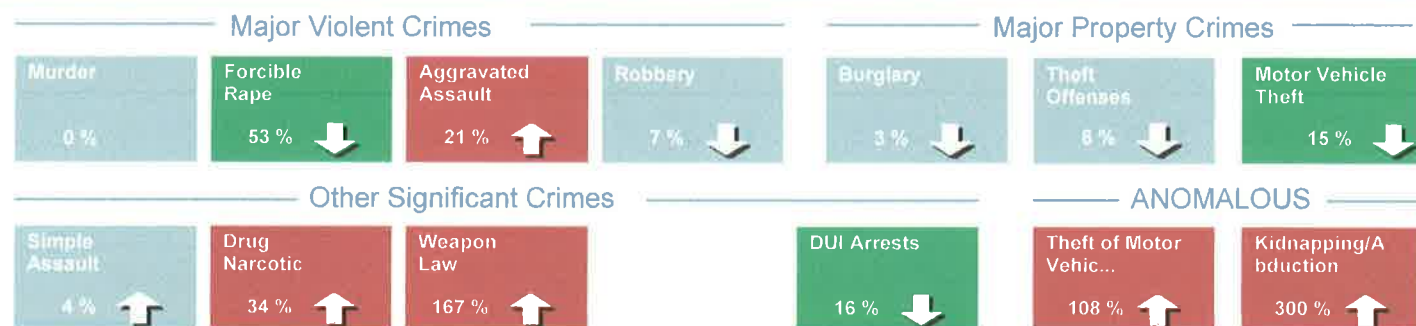 Major Violent Crimes
Major Property Crimes
Murder
0 %
Forcible
Rape
53 %
Aggravated
Assault
21 %
Robbery
7 %
Burglary
3 %
Theft
Offenses
6 %
Motor Vehicle
Theft
15 %
Other Significant Crimes
ANOMALOUS
Simple
Assault
4 %
Drug
Narcotic
34 %
Weapon
Law
167 %
DUI Arrests
16 %
Theft of Motor
Vehic...
108 %
Kidnapping/A
bduction
300 %